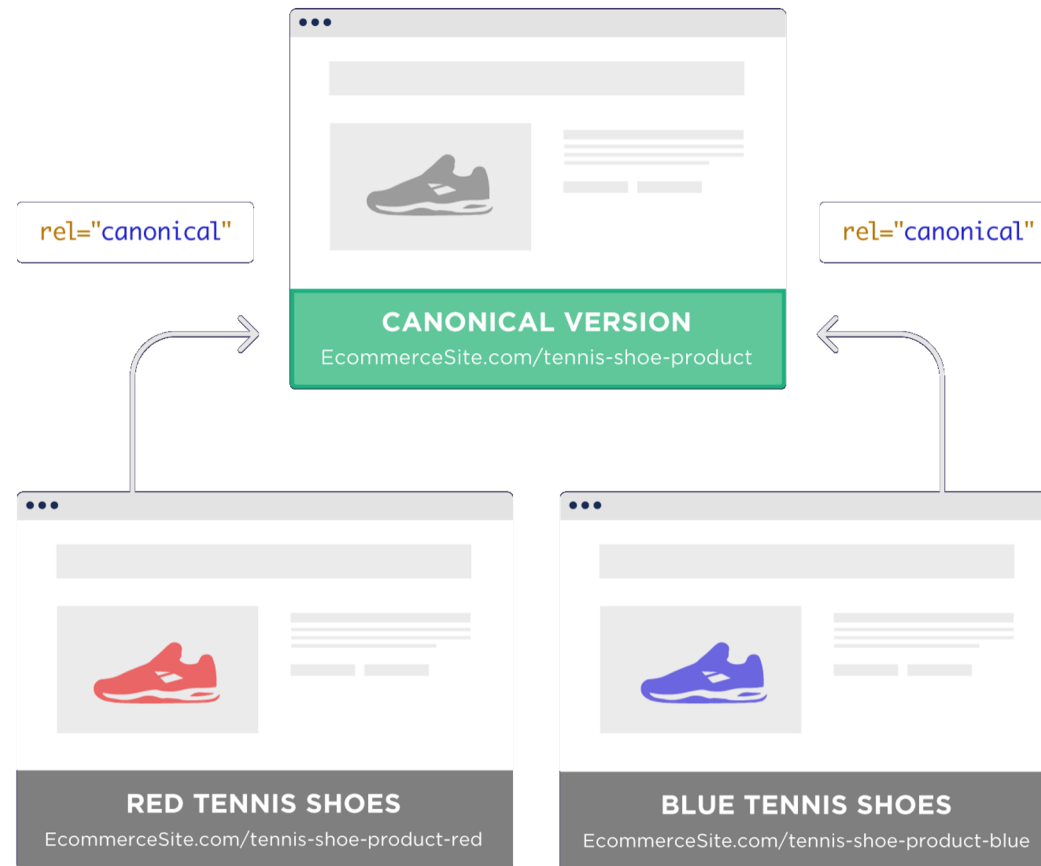 rel="canonical"
rel="canonical"
CANONICAL VERSION
EcommerceSite.com/tennis-shoe-product
RED TENNIS SHOES
EcommerceSite.com/tennis-shoe-product-red
BLUE TENNIS SHOES
EcommerceSite.com/tennis-shoe-product-blue